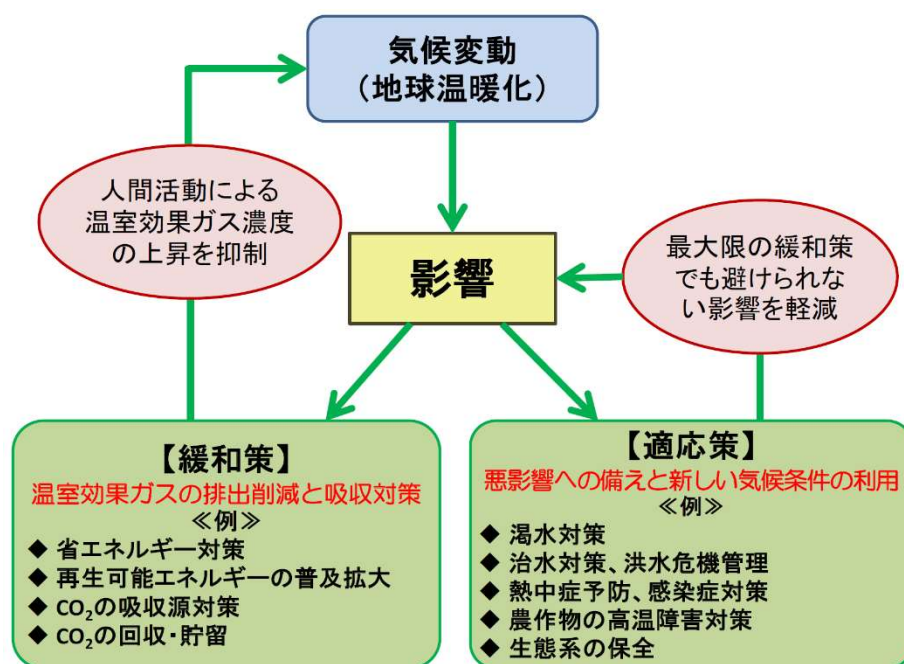 気候変動
(地球温暖化)
人間活動による
温室効果ガス濃度
の上昇を抑制
影響
最大限の緩和策
でも避けられな
い影響を軽減
【緩和策】
温室効果ガスの排出削減と吸収対策
≪例≫
◆ 省エネルギー対策
◆ 再生可能エネルギーの普及拡大
◆ CO₂の吸収源対策
◆ CO₂の回収・貯留
【適応策】
悪影響への備えと新しい気候条件の利用
≪例≫
◆ 渇水対策
◆ 治水対策、洪水危機管理
◆ 熱中症予防、感染症対策
◆ 農作物の高温障害対策
◆ 生態系の保全